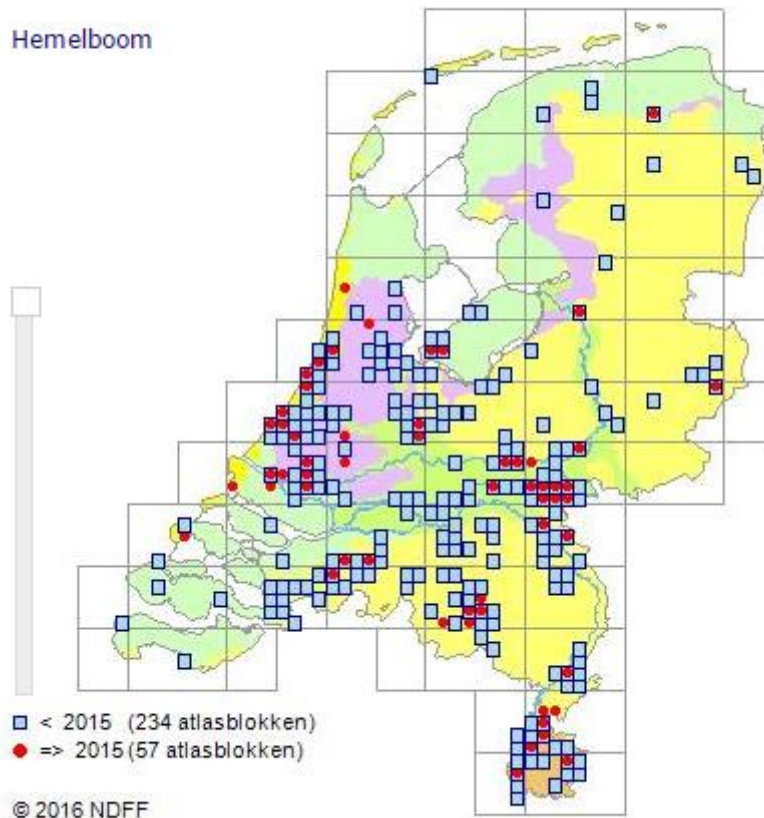 Hemelboom
< 2015 (234 atlasblokken)
=> 2015 (57 atlasblokken)
© 2016 NDFF